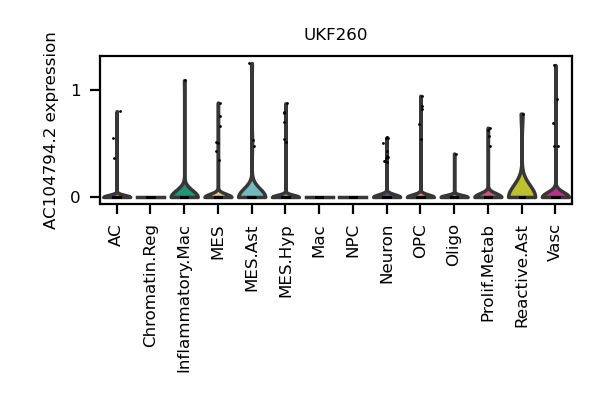 UKF260
AC104794.2 expression
1
0
AC
Chromatin.Reg
Inflammatory.Mac
MES
MES.Ast
MES.Hyp
Mac
NPC
Neuron
OPC
Oligo
Prolif.Metab
Reactive.Ast
Vasc